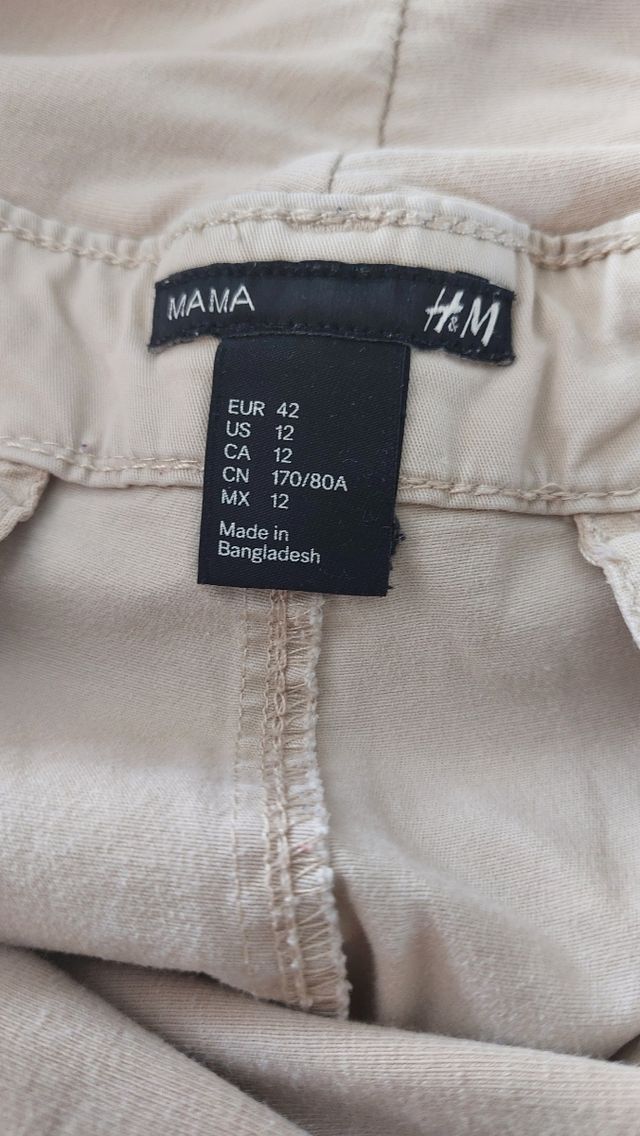 MAMA H&M
EUR 42
US 12
CA 12
CN 170/80A
MX 12
Made in
Bangladesh